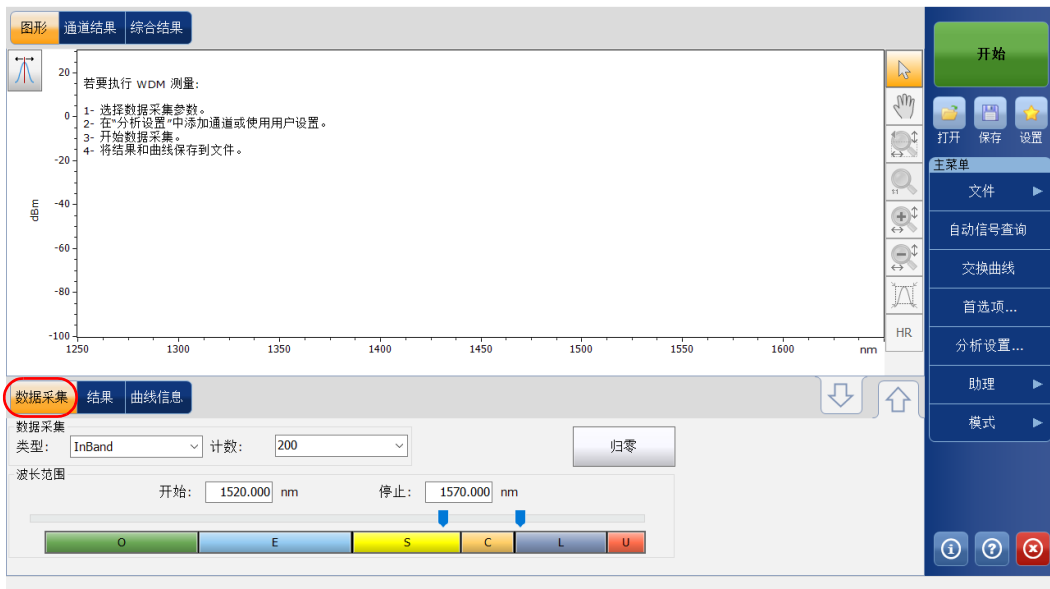 图形 通道结果 综合结果
若要执行 WDM 测量:
1- 选择数据采集参数。
2- 在“分析设置”中添加通道或使用用户设置。
3- 开始数据采集。
4- 将结果和曲线保存到文件。
20
0
-20
-40
-60
-80
-100
dBm
1250 1300 1350 1400 1450 1500 1550 1600 nm
1:1
HR
开始
打开 保存 设置
主菜单
文件
自动信号查询
交换曲线
首选项...
分析设置...
助理
模式
数据采集 结果 曲线信息
数据采集
类型: InBand 计数: 200 归零
波长范围
开始: 1520.000 nm 停止: 1570.000 nm
O E S C L U